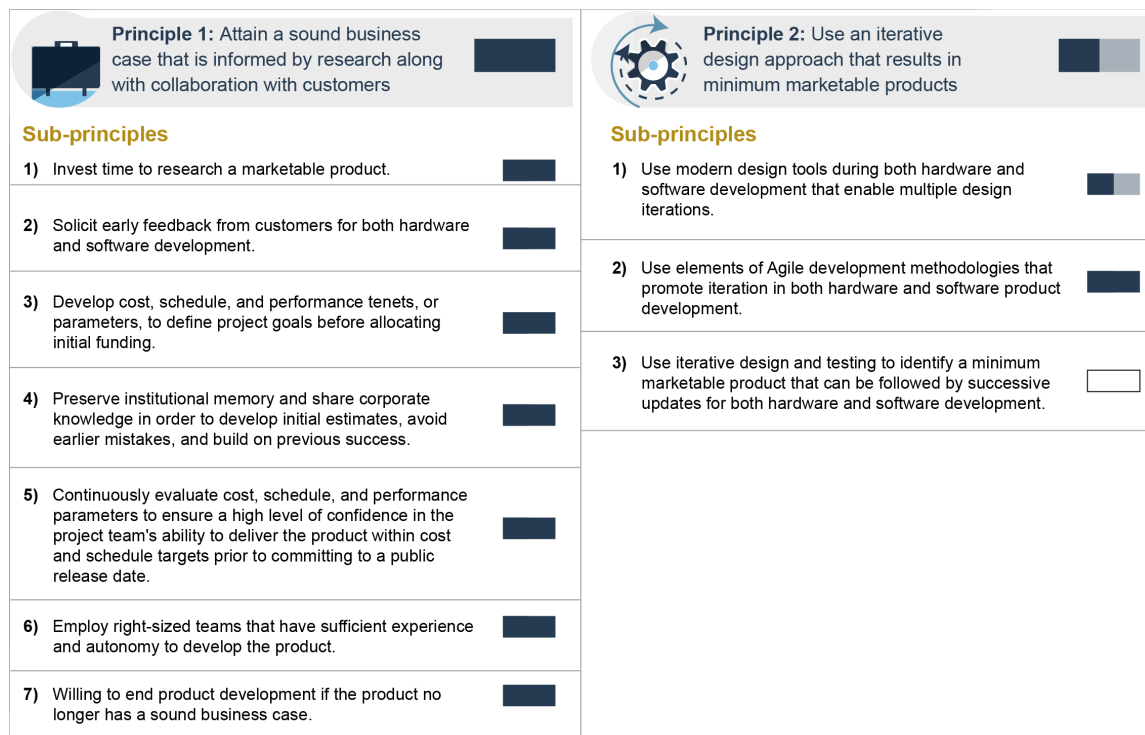 Principle 1: Attain a sound business
case that is informed by research along
with collaboration with customers
Sub-principles
1) Invest time to research a marketable product.
2) Solicit early feedback from customers for both hardware
and software development.
3) Develop cost, schedule, and performance tenets, or
parameters, to define project goals before allocating
initial funding.
4) Preserve institutional memory and share corporate
knowledge in order to develop initial estimates, avoid
earlier mistakes, and build on previous success.
5) Continuously evaluate cost, schedule, and performance
parameters to ensure a high level of confidence in the
project team's ability to deliver the product within cost
and schedule targets prior to committing to a public
release date.
6) Employ right-sized teams that have sufficient experience
and autonomy to develop the product.
7) Willing to end product development if the product no
longer has a sound business case.
Principle 2: Use an iterative
design approach that results in
minimum marketable products
Sub-principles
1) Use modern design tools during both hardware and
software development that enable multiple design
iterations.
2) Use elements of Agile development methodologies that
promote iteration in both hardware and software product
development.
3) Use iterative design and testing to identify a minimum
marketable product that can be followed by successive
updates for both hardware and software development.